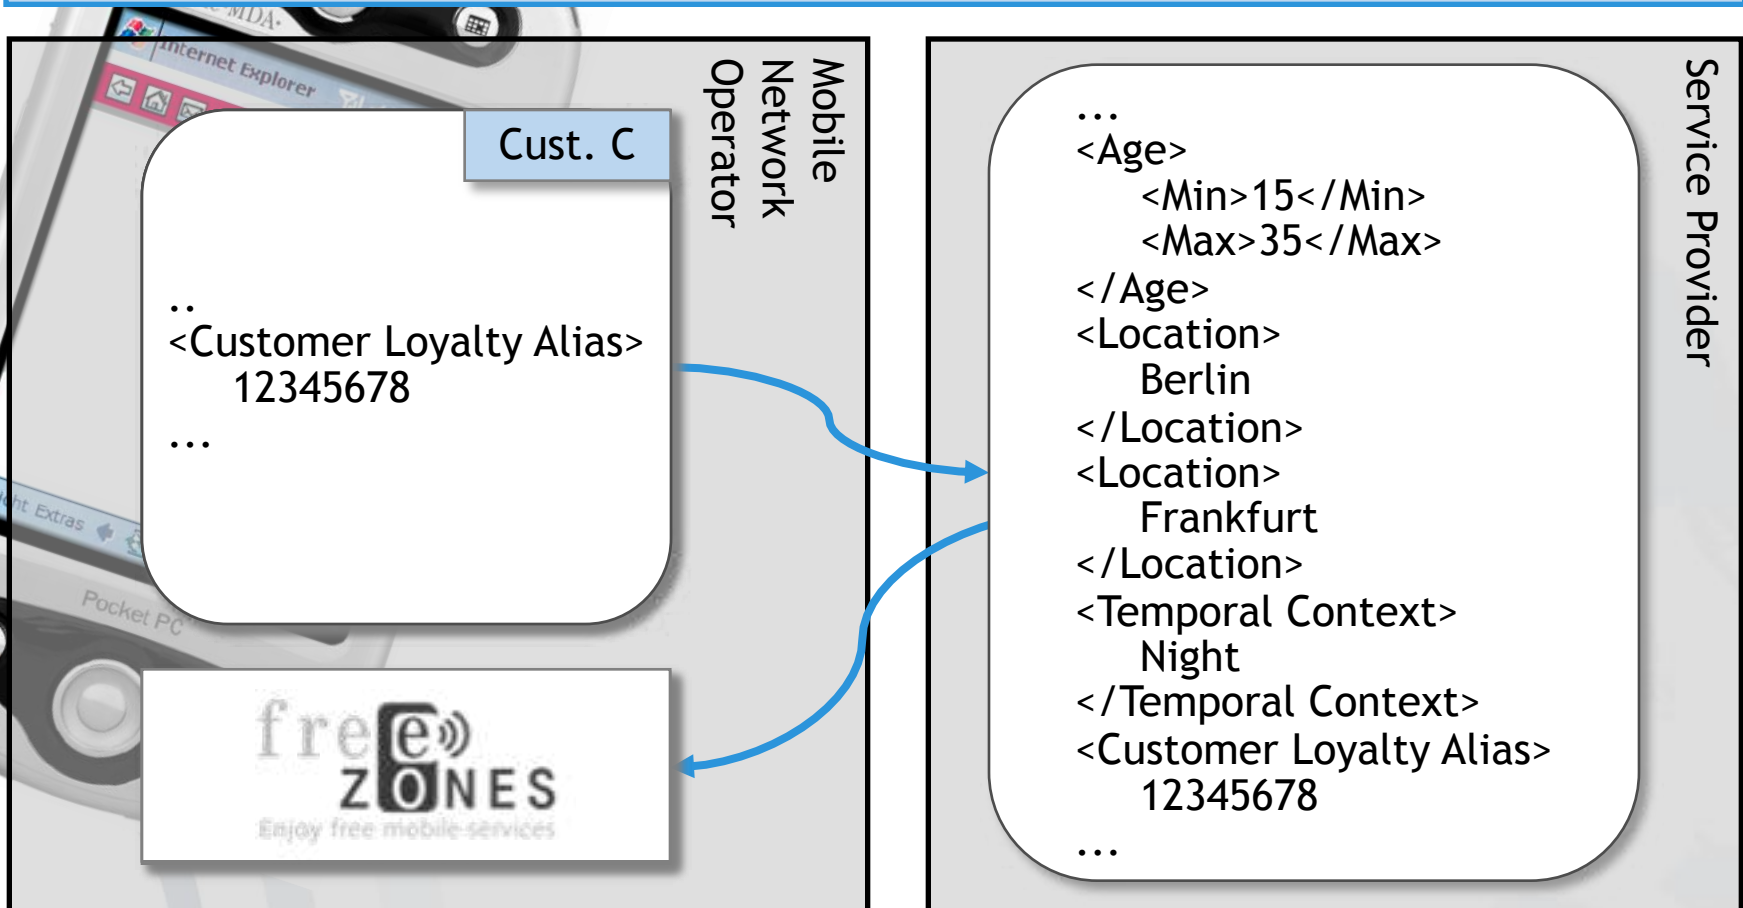 MDA
Internet Explorer
Extras
Pocket PC
Mobile
Network
Operator
Cust. C
..
<Customer Loyalty Alias>
12345678
...
free
ZONES
Enjoy free mobile services
Service Provider
...
<Age>
<Min>15</Min>
<Max>35</Max>
</Age>
<Location>
Berlin
</Location>
<Location>
Frankfurt
</Location>
<Temporal Context>
Night
</Temporal Context>
<Customer Loyalty Alias>
12345678
...